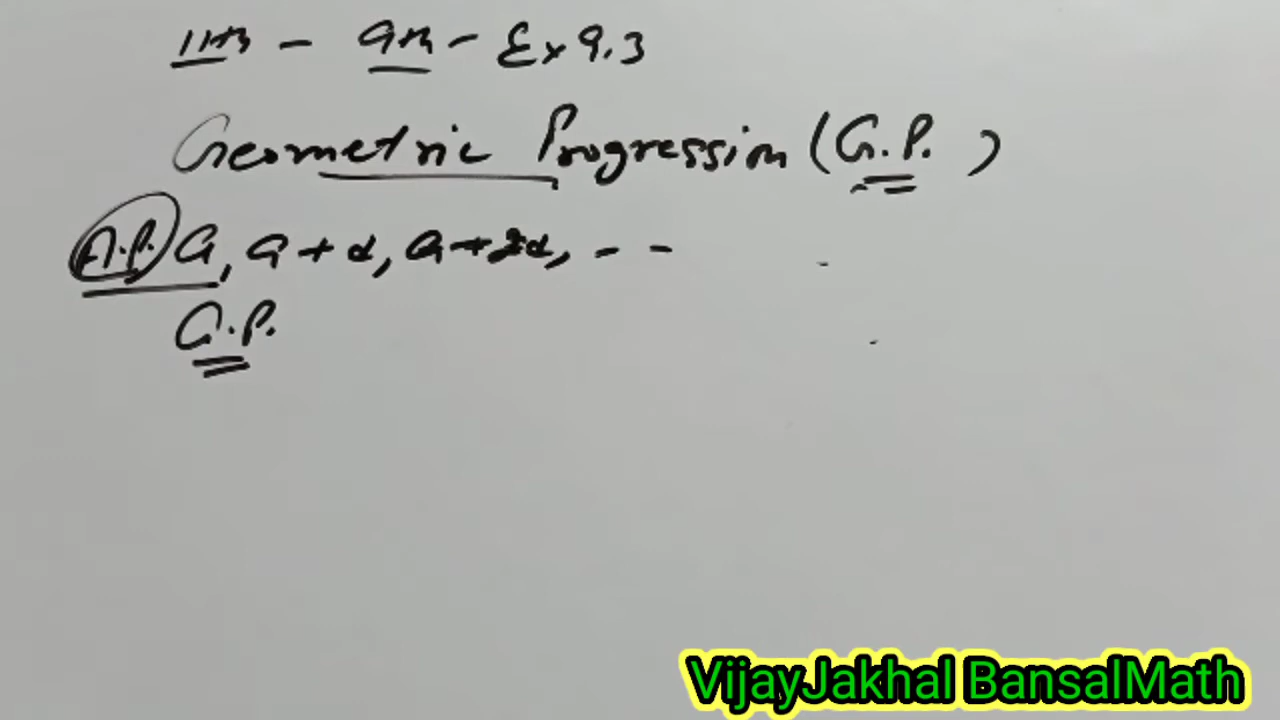 11th - 9th - Ex 9.3
Geometric Progression (G.P. )
A.P. a, a + d, a + 2d, - -
G.P.
VijayJakhal BansalMath